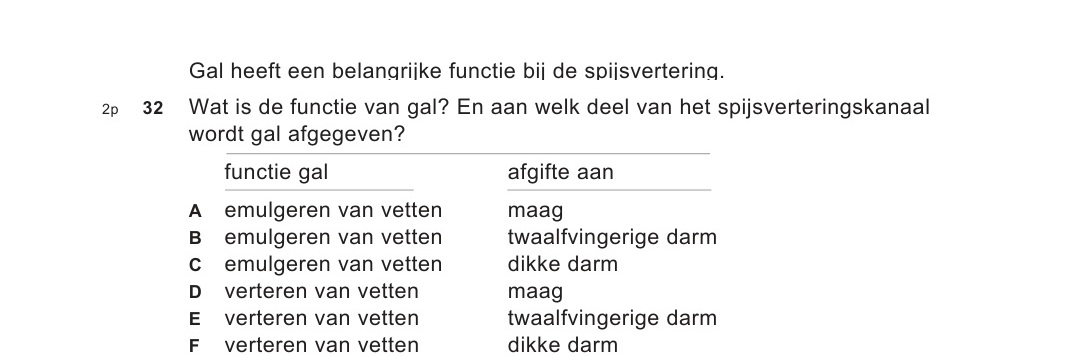 Gal heeft een belangrijke functie bij de spijsvertering.
2p 32 Wat is de functie van gal? En aan welk deel van het spijsverteringskanaal
wordt gal afgegeven?
functie gal afgifte aan
A emulgeren van vetten maag
B emulgeren van vetten twaalfvingerige darm
C emulgeren van vetten dikke darm
D verteren van vetten maag
E verteren van vetten twaalfvingerige darm
F verteren van vetten dikke darm